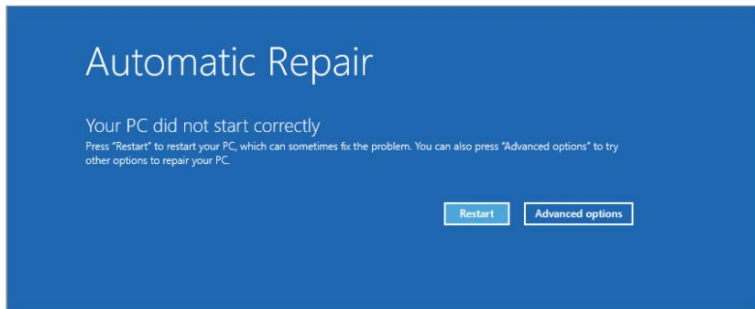 Automatic Repair
Your PC did not start correctly
Press "Restart" to restart your PC, which can sometimes fix the problem. You can also press "Advanced options" to try
other options to repair your PC.
Restart
Advanced options